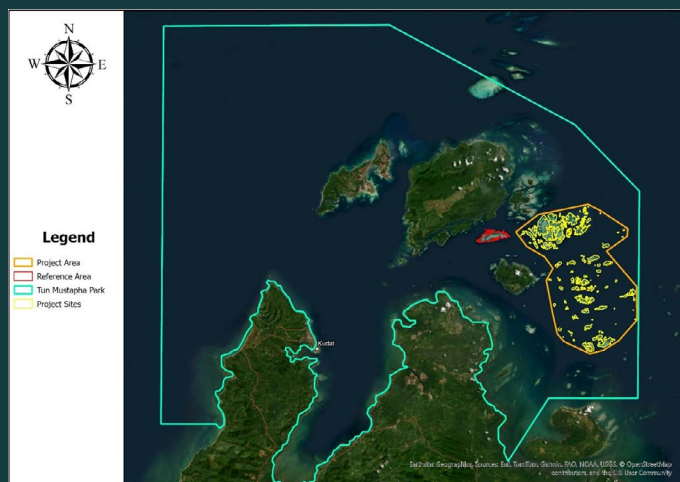 N
W E
S
Legend
Project Area
Reference Area
Tun Mustapha Park
Project Sites
Kudat
Earthstar Geographics, Sources: Esri, TomTom, Garmin, FAO, NOAA, USGS, © OpenStreetMap
contributors, and the GIS User Community